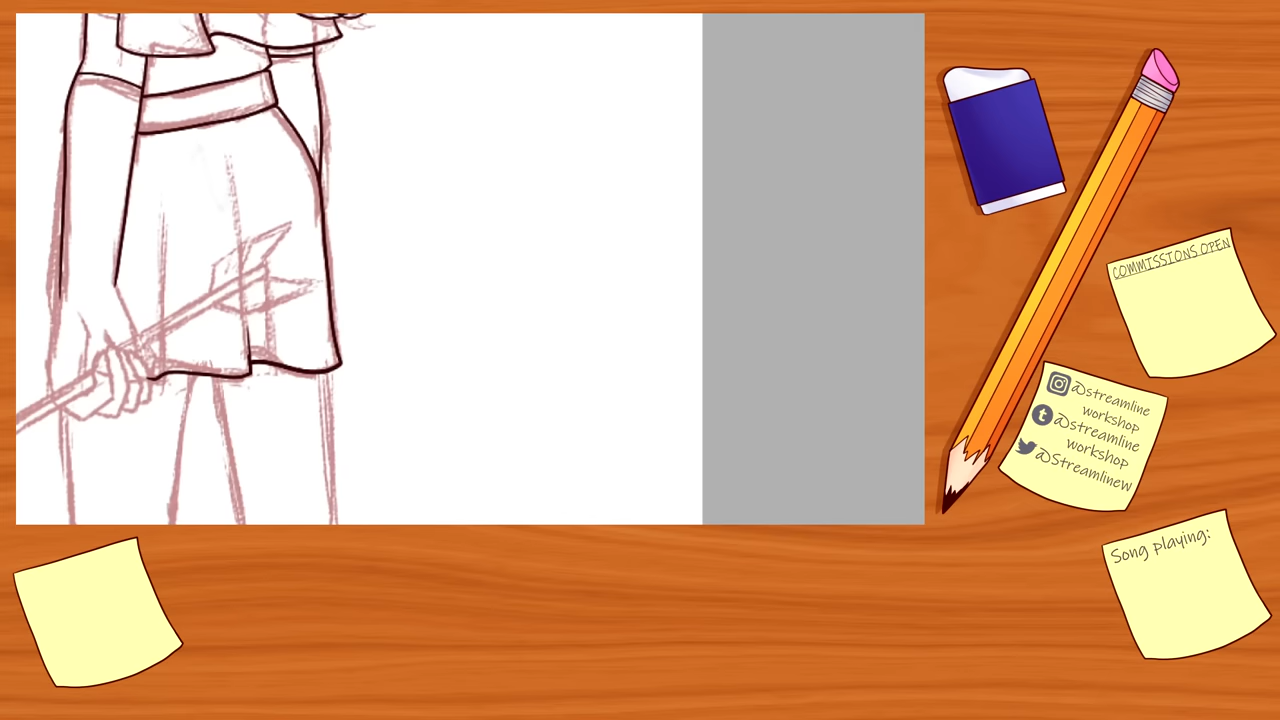 COMMISSIONS OPEN
@streamline
workshop
@streamline
workshop
@Streamlinew
Song playing: